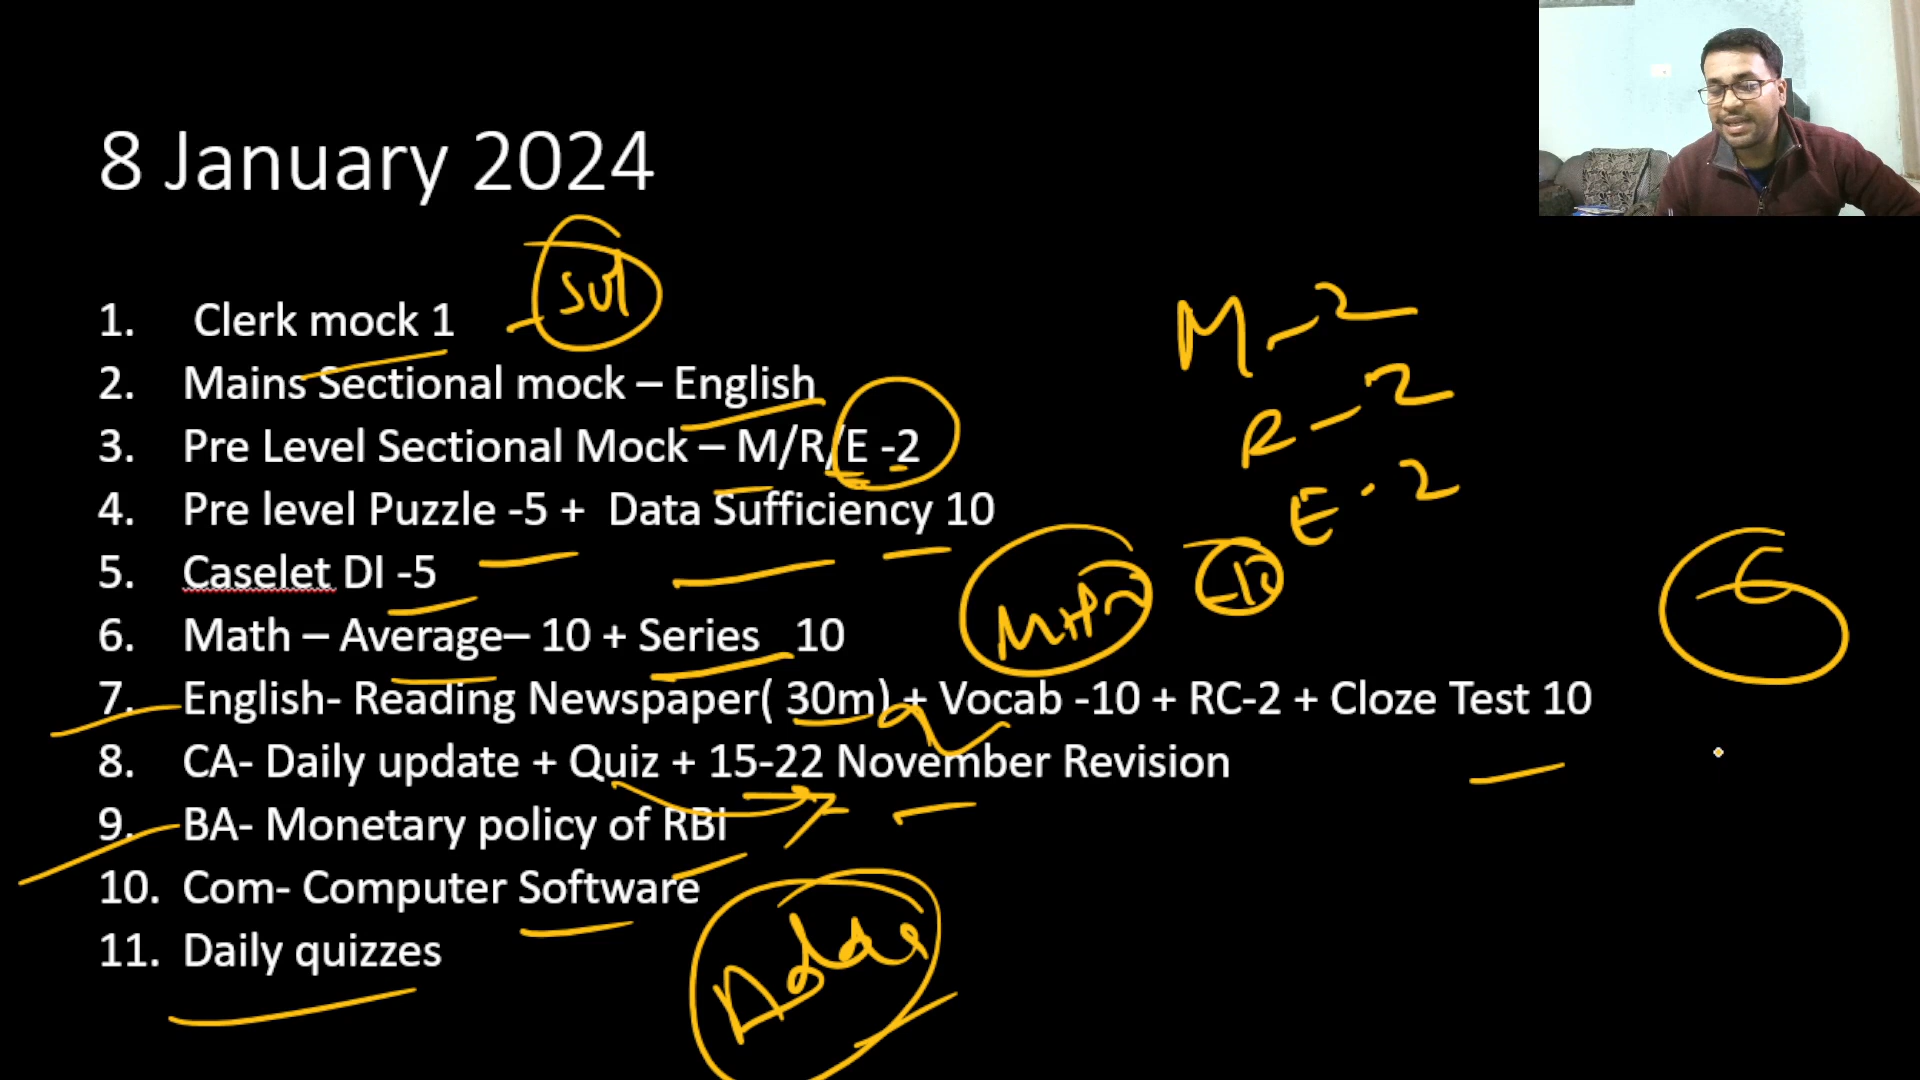 8 January 2024
Sol
1. Clerk mock 1
M-2
2. Mains Sectional mock – English
R-2
3. Pre Level Sectional Mock – M/R/E -2
E-2
4. Pre level Puzzle -5 + Data Sufficiency 10
5. Caselet DI -5
6. Math – Average– 10 + Series 10
7. English- Reading Newspaper( 30m) + Vocab -10 + RC-2 + Cloze Test 10
8. CA- Daily update + Quiz + 15-22 November Revision
9. BA- Monetary policy of RBI
10. Com- Computer Software
11. Daily quizzes
Adda